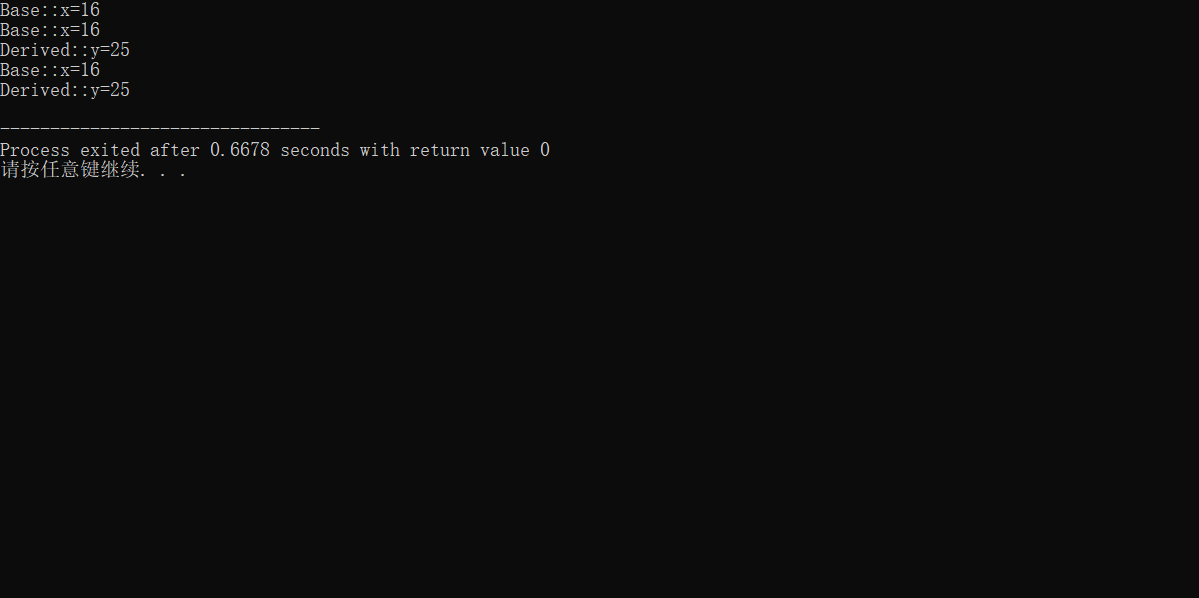 Base::x=16
Base::x=16
Derived::y=25
Base::x=16
Derived::y=25
--------------------------------
Process exited after 0.6678 seconds with return value 0
请按任意键继续. . .